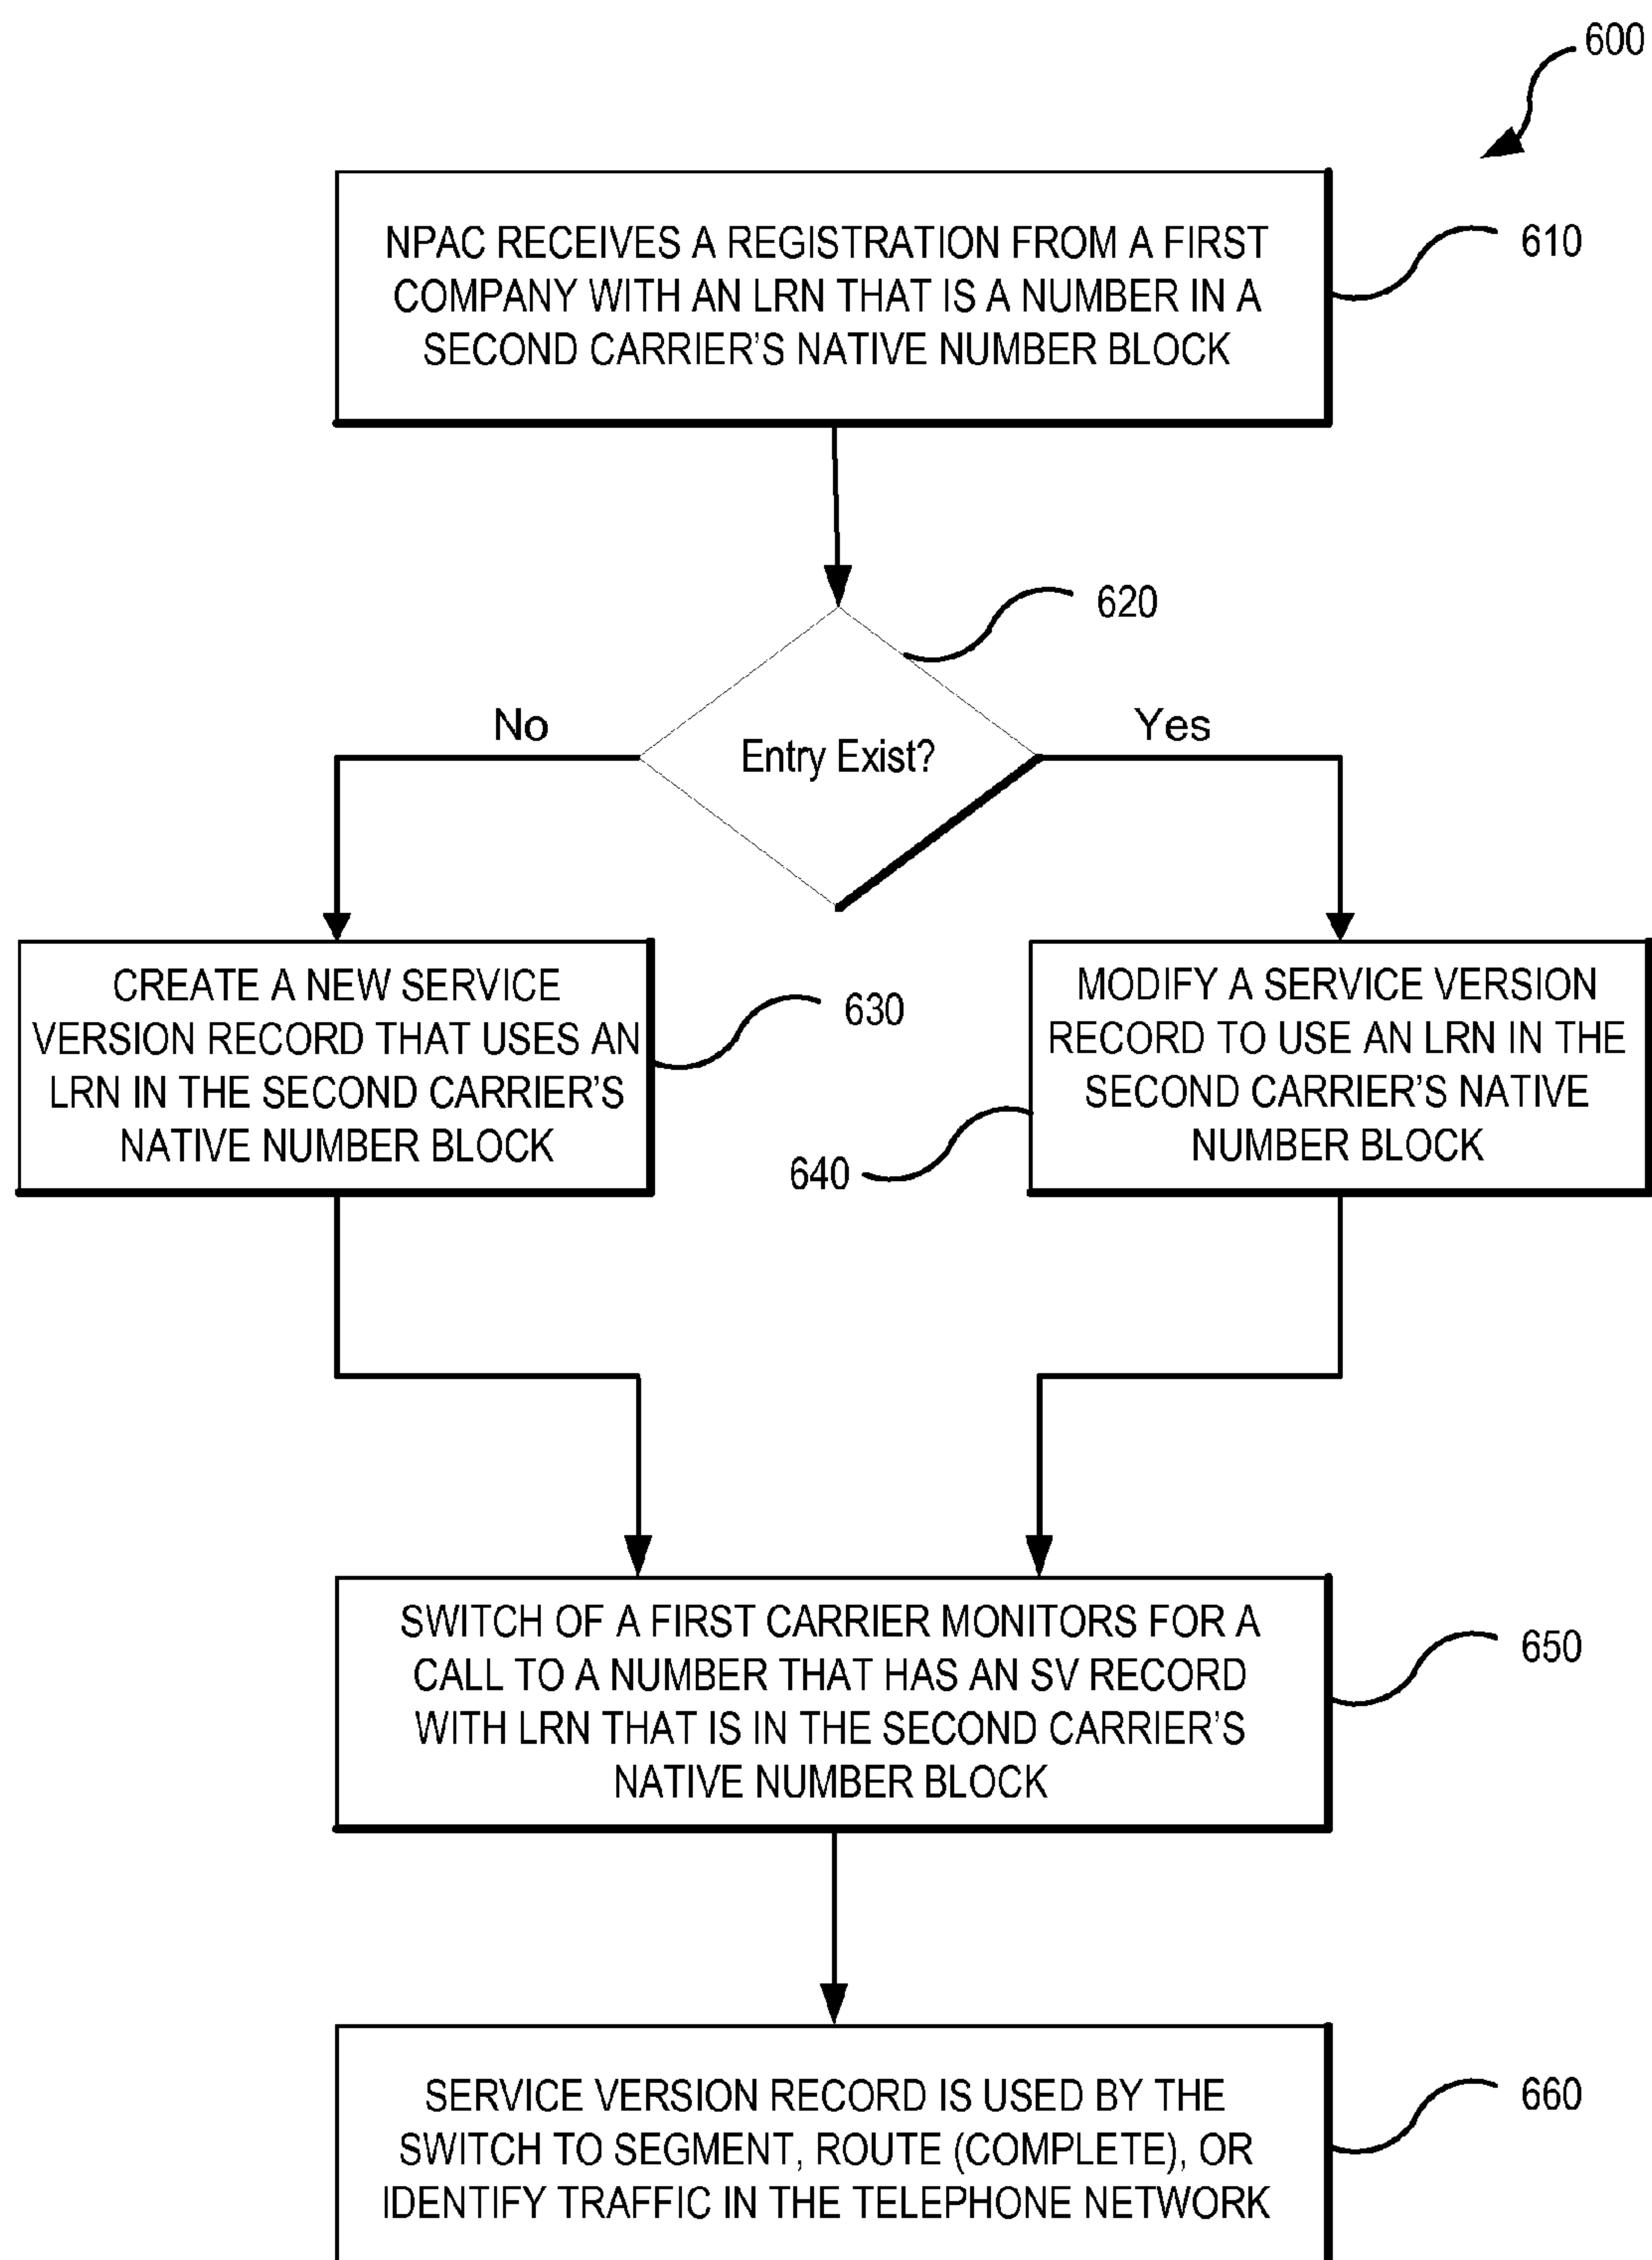 600
NPAC RECEIVES A REGISTRATION FROM A FIRST
COMPANY WITH AN LRN THAT IS A NUMBER IN A
SECOND CARRIER'S NATIVE NUMBER BLOCK
610
620
No
Entry Exist?
Yes
CREATE A NEW SERVICE
VERSION RECORD THAT USES AN
LRN IN THE SECOND CARRIER'S
NATIVE NUMBER BLOCK
630
MODIFY A SERVICE VERSION
RECORD TO USE AN LRN IN THE
SECOND CARRIER'S NATIVE
NUMBER BLOCK
640
SWITCH OF A FIRST CARRIER MONITORS FOR A
CALL TO A NUMBER THAT HAS AN SV RECORD
WITH LRN THAT IS IN THE SECOND CARRIER'S
NATIVE NUMBER BLOCK
650
SERVICE VERSION RECORD IS USED BY THE
SWITCH TO SEGMENT, ROUTE (COMPLETE), OR
IDENTIFY TRAFFIC IN THE TELEPHONE NETWORK
660